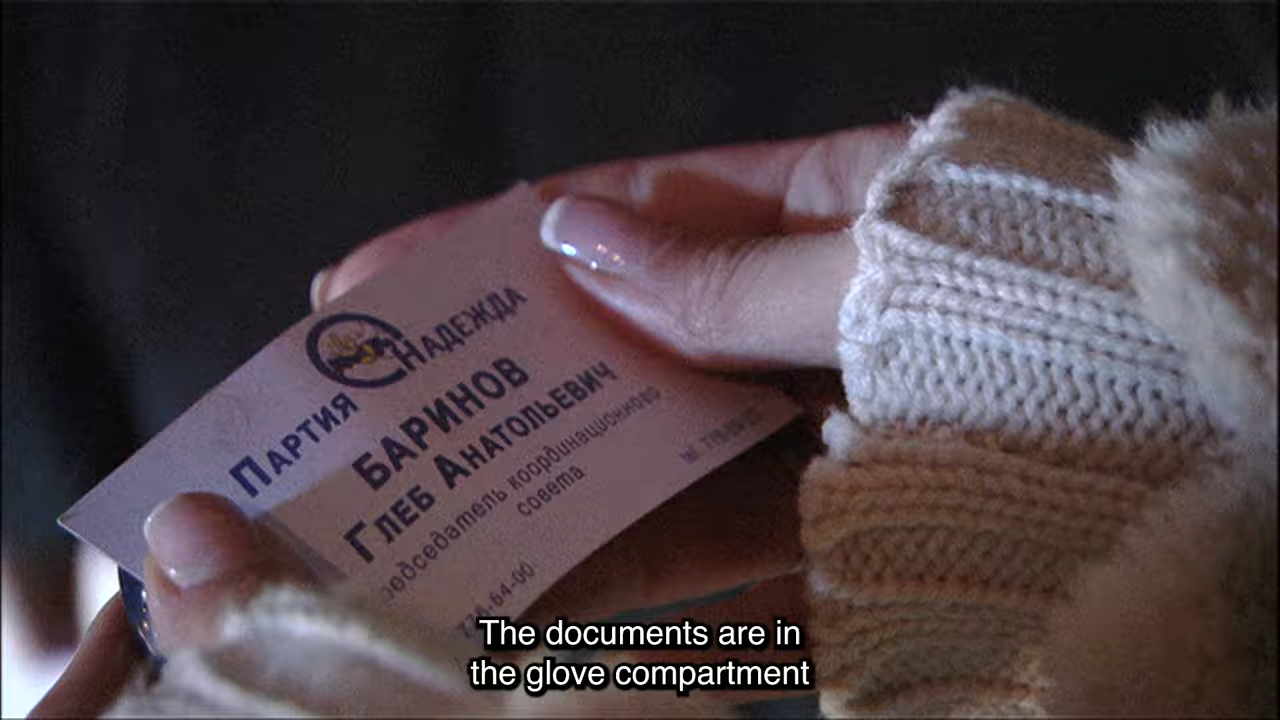 Партия Надежда
БАРИНОВ
Глеб Анатольевич
председатель координационного
совета
The documents are in
the glove compartment